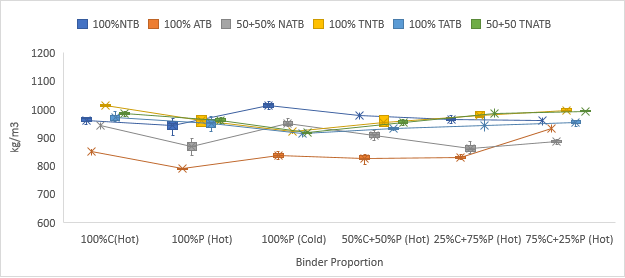 100%NTB 100% ATB 50+50% NATB 100% TNTB 100% TATB 50+50 TNATB
1200
1100
1000
900
800
700
600
kg/m3
100%C(Hot) 100%P (Hot) 100%P (Cold) 50%C+50%P (Hot) 25%C+75%P (Hot) 75%C+25%P (Hot)
Binder Proportion